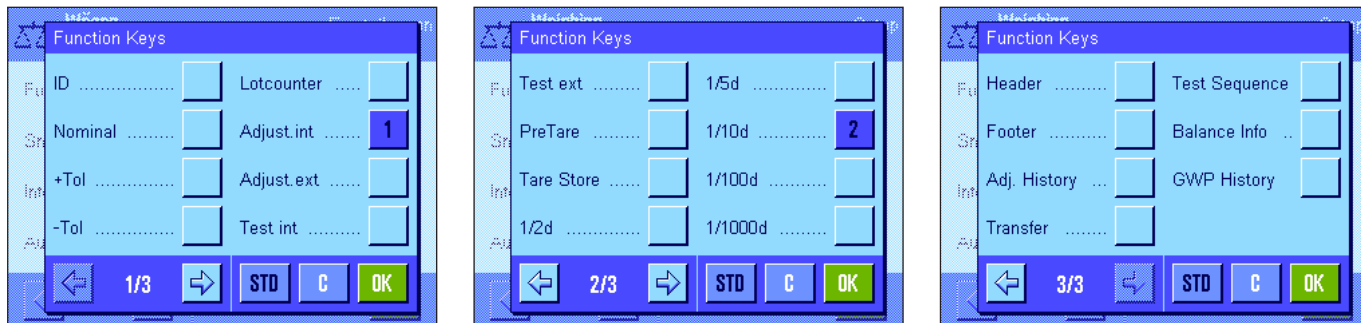 Function Keys
ID ................. Lotcounter .....
Nominal ......... Adjust.int ....... 1
+Tol .............. Adjust.ext ......
-Tol .............. Test int ..........
1/3 STD C OK
Function Keys
Test ext ......... 1/5d ...............
PreTare .......... 1/10d ............. 2
Tare Store ...... 1/100d ...........
1/2d ............... 1/1000d .........
2/3 STD C OK
Function Keys
Header .......... Test Sequence
Footer ........... Balance Info ..
Adj. History ... GWP History
Transfer ........
3/3 STD C OK